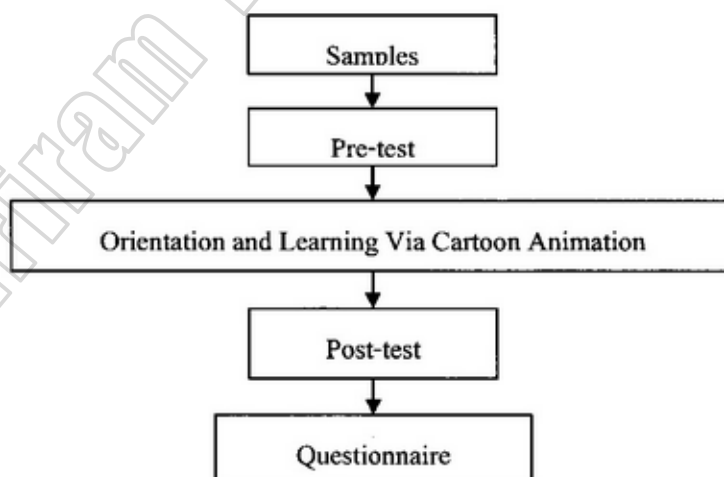 Samples
Pre-test
Orientation and Learning Via Cartoon Animation
Post-test
Questionnaire